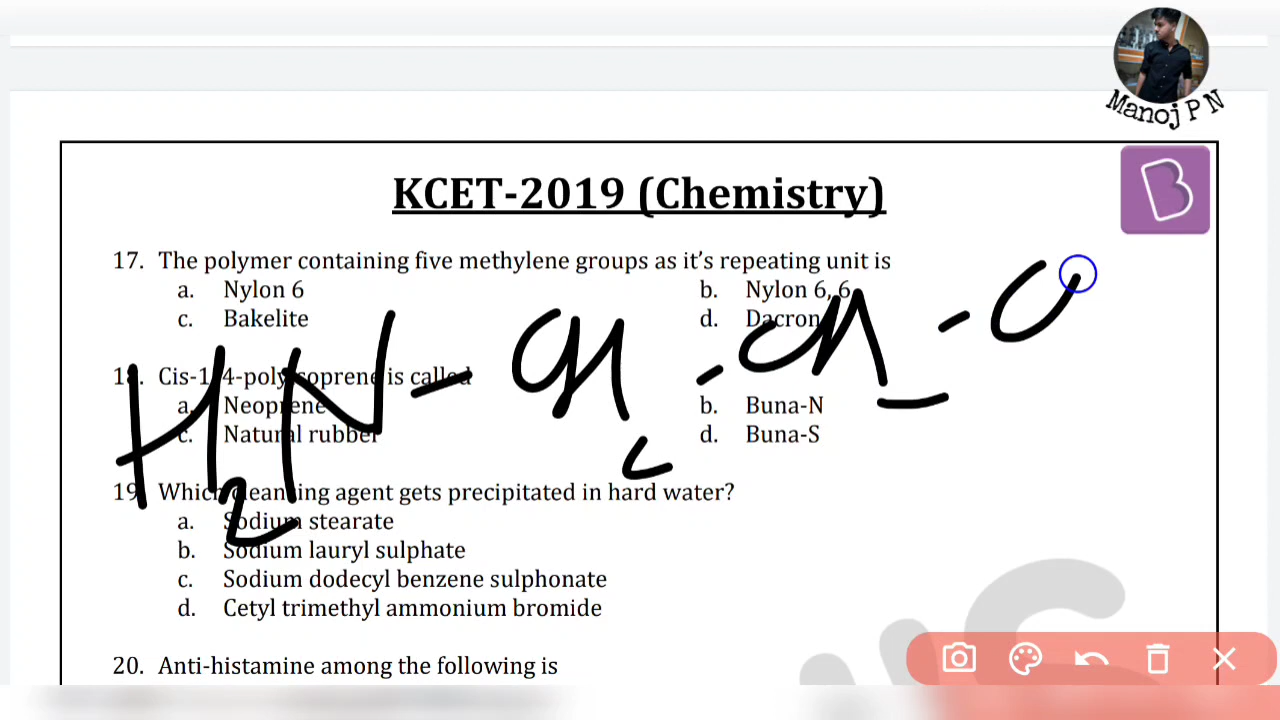 Manoj P N
B
KCET-2019 (Chemistry)
17. The polymer containing five methylene groups as it's repeating unit is
a. Nylon 6 b. Nylon 6, 6
c. Bakelite d. Dacron
18. Cis-1, 4-poly isoprene is called
a. Neoprene b. Buna-N
c. Natural rubber d. Buna-S
H2N - CH2 - CH2 - C
19. Which cleansing agent gets precipitated in hard water?
a. Sodium stearate
b. Sodium lauryl sulphate
c. Sodium dodecyl benzene sulphonate
d. Cetyl trimethyl ammonium bromide
20. Anti-histamine among the following is